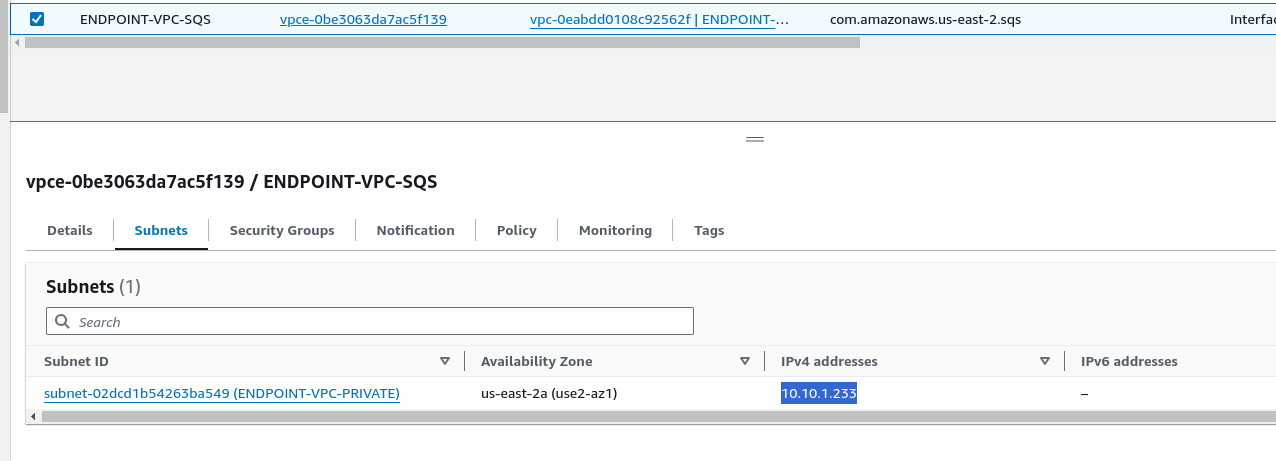 ENDPOINT-VPC-SQS vpce-0be3063da7ac5f139 vpc-0eabdd0108c92562f | ENDPOINT-… com.amazonaws.us-east-2.sqs Interfac
vpce-0be3063da7ac5f139 / ENDPOINT-VPC-SQS
Details Subnets Security Groups Notification Policy Monitoring Tags
Subnets (1)
Search
Subnet ID Availability Zone IPv4 addresses IPv6 addresses
subnet-02dcd1b54263ba549 (ENDPOINT-VPC-PRIVATE) us-east-2a (use2-az1) 10.10.1.233 –